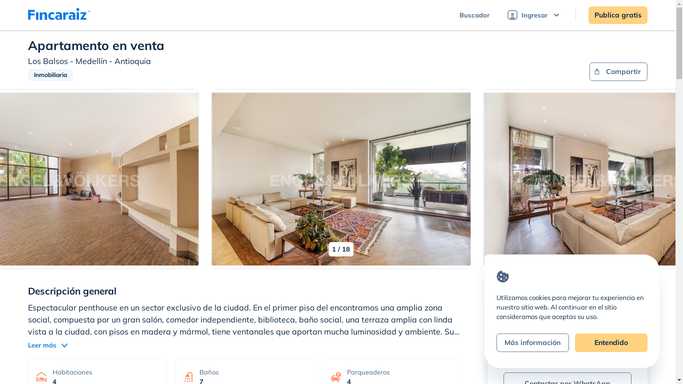 Fincaraiz
Buscador
Ingresar
Publica gratis
Apartamento en venta
Los Balsos - Medellín - Antioquia
Inmobiliaria
Compartir
ENGEL & VÖLKERS
1 / 18
Descripción general
Espectacular penthouse en un sector exclusivo de la ciudad. En el primer piso del encontramos una amplia zona
social, compuesta por un gran salón, comedor independiente, biblioteca, baño social, una terraza amplia con linda
vista a la ciudad, con pisos en madera y mármol, tiene ventanales que aportan mucha luminosidad y ambiente. Su...
Leer más
Habitaciones
4
Baños
7
Parqueaderos
4
Utilizamos cookies para mejorar tu experiencia en
nuestro sitio web. Al continuar en el sitio
consideramos que aceptas su uso.
Más información
Entendido
Contactar por WhatsApp